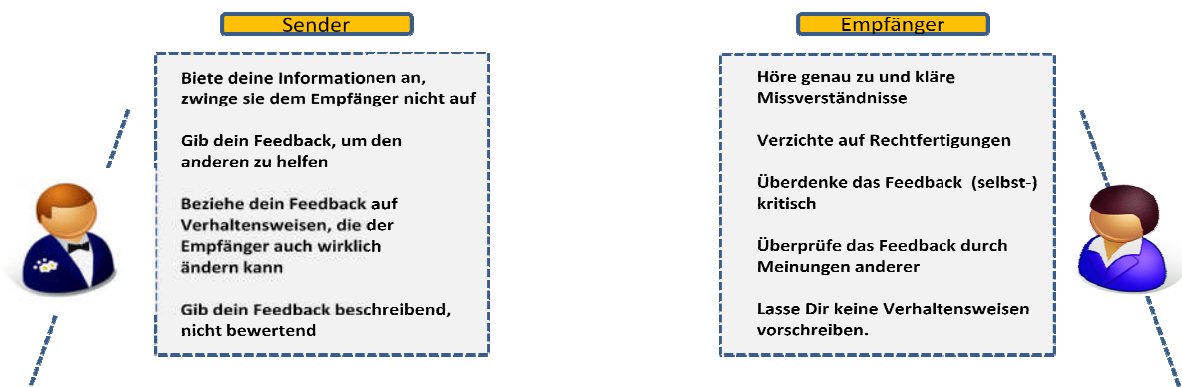 Sender
Biete deine Informationen an,
zwinge sie dem Empfänger nicht auf
Gib dein Feedback, um den
anderen zu helfen
Beziehe dein Feedback auf
Verhaltensweisen, die der
Empfänger auch wirklich
ändern kann
Gib dein Feedback beschreibend,
nicht bewertend
Empfänger
Höre genau zu und kläre
Missverständnisse
Verzichte auf Rechtfertigungen
Überdenke das Feedback (selbst-)
kritisch
Überprüfe das Feedback durch
Meinungen anderer
Lasse Dir keine Verhaltensweisen
vorschreiben.